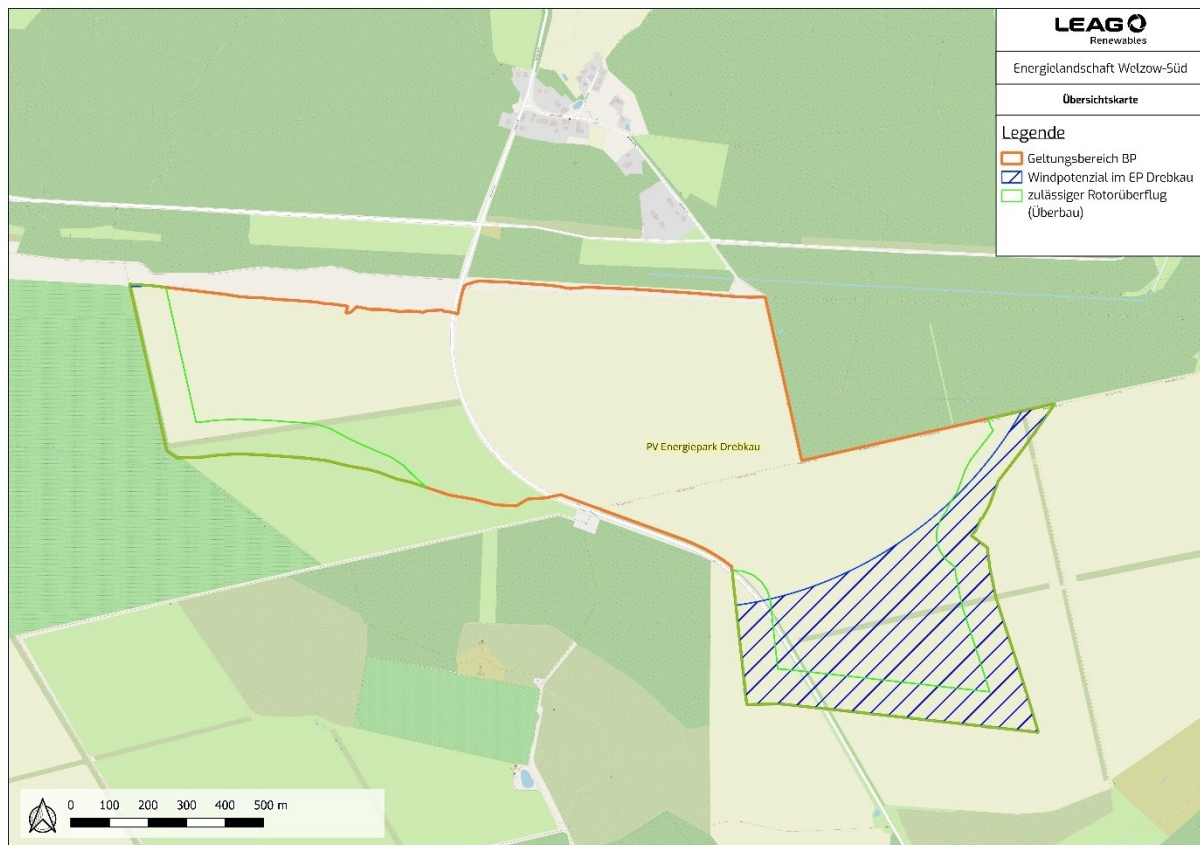 LEAG
Renewables
Energielandschaft Welzow-Süd
Übersichtskarte
Legende
Geltungsbereich BP
Windpotenzial im EP Drebkau
zulässiger Rotorüberflug
(Überbau)
PV Energiepark Drebkau
0 100 200 300 400 500 m